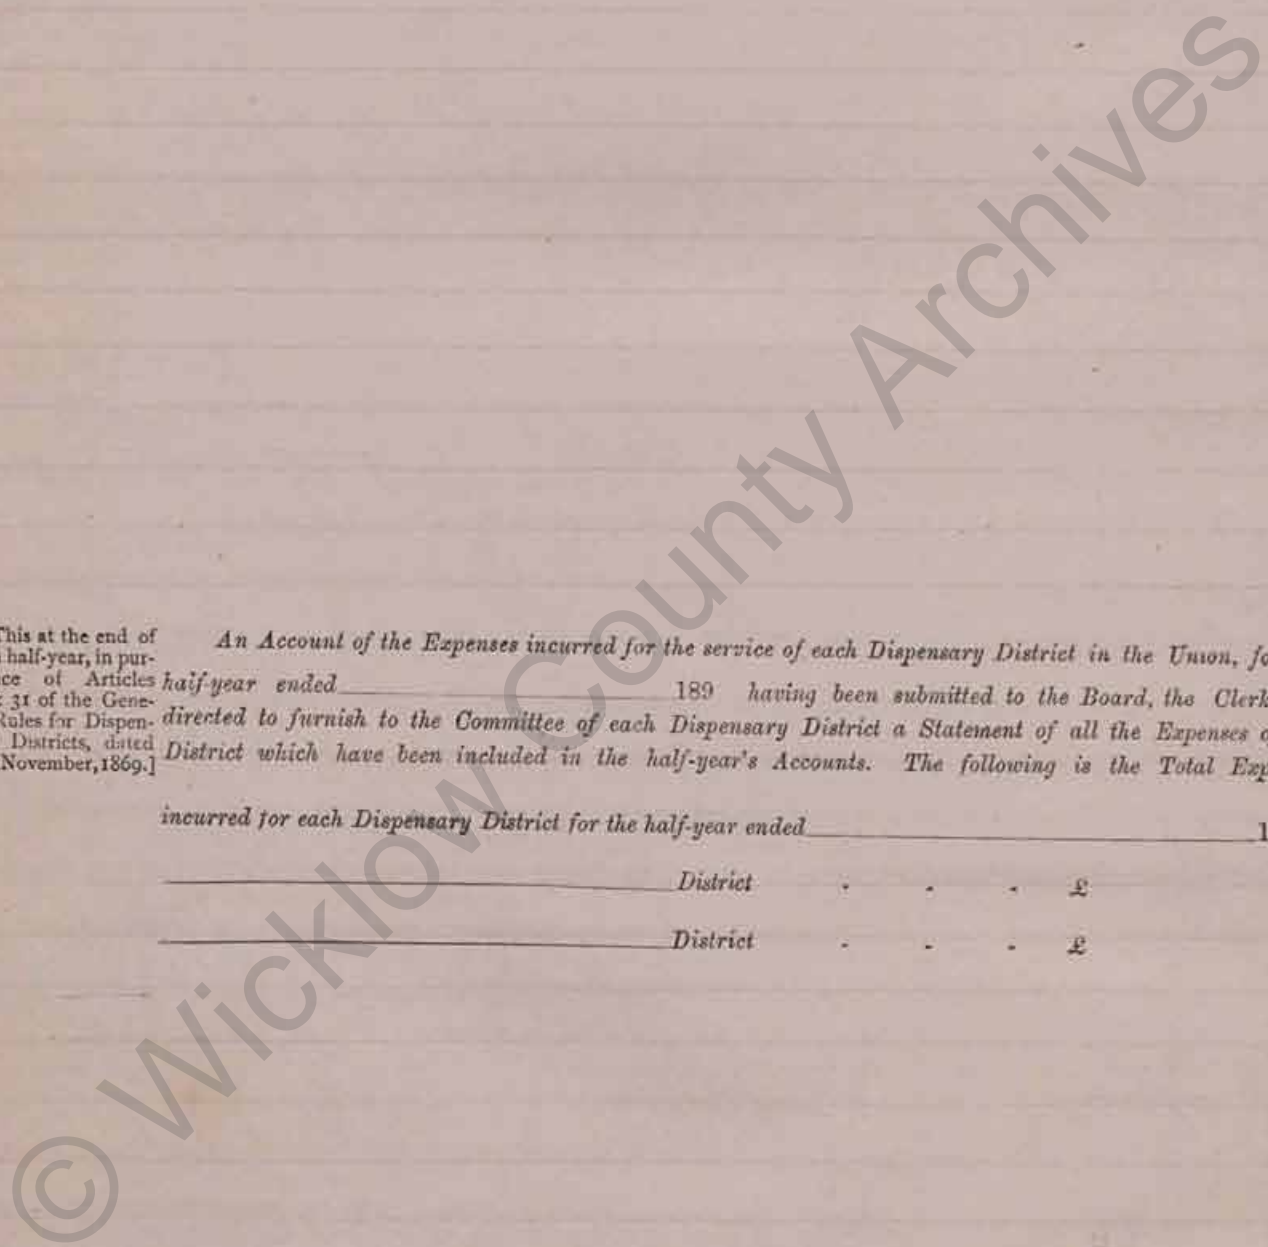 This at the end of
half-year, in pur-
ce of Articles
31 of the Gene-
Rules for Dispen-
Districts, dated
November, 1869.]
An Account of the Expenses incurred for the service of each Dispensary District in the Union, fo
half-year ended 189 having been submitted to the Board, the Clerk
directed to furnish to the Committee of each Dispensary District a Statement of all the Expenses o
District which have been included in the half-year's Accounts. The following is the Total Exp
incurred for each Dispensary District for the half-year ended 1
District - - - £
District - - - £
© Wicklow County Archives